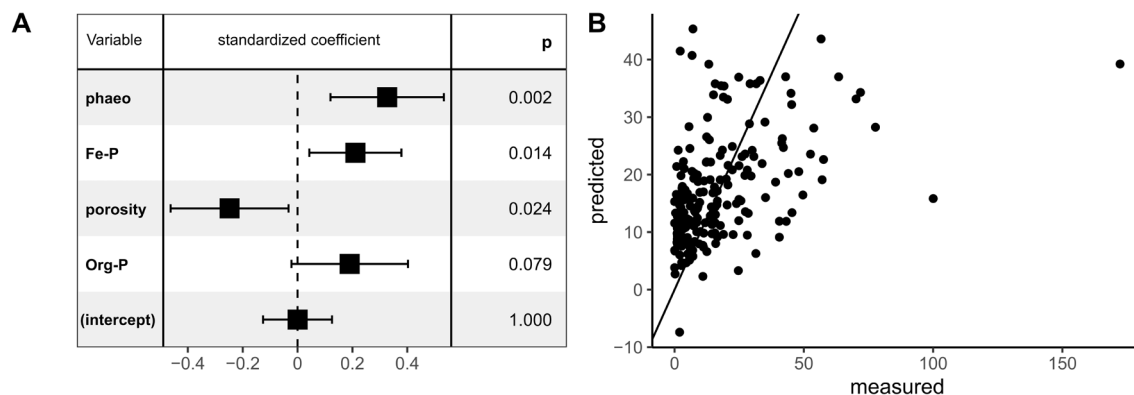 A
Variable standardized coefficient p
phaeo 0.002
Fe-P 0.014
porosity 0.024
Org-P 0.079
(intercept) 1.000
−0.4 −0.2 0 0.2 0.4
B
predicted
40
30
20
10
0
−10
0 50 100 150
measured